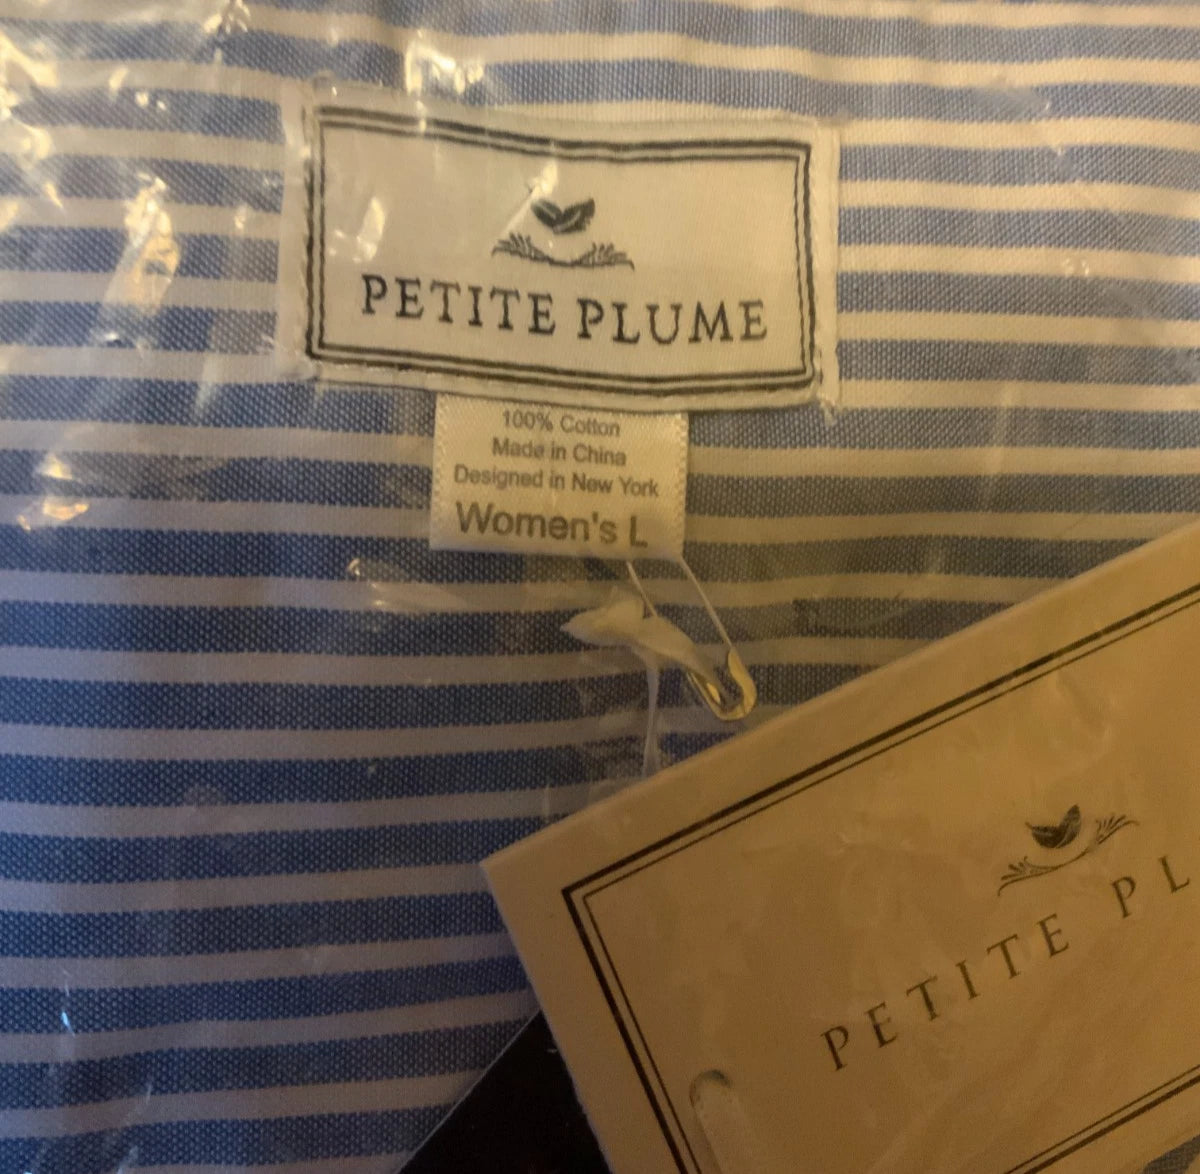 PETITE PLUME
100% Cotton
Made in China
Designed in New York
Women's L
PETITE PL